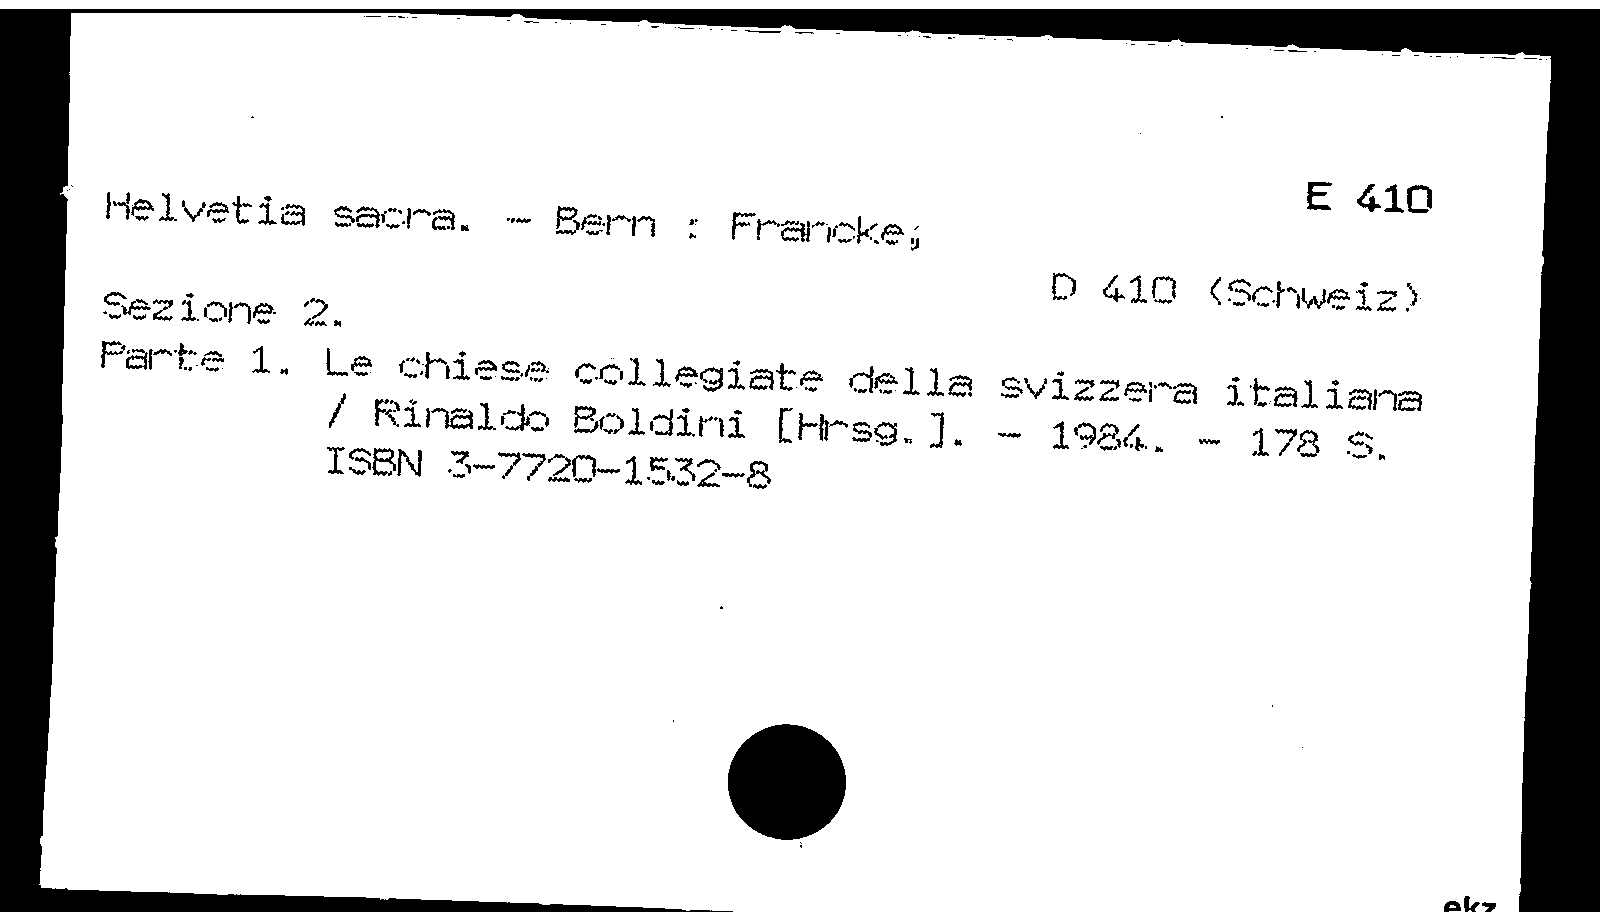 E 410
Helvetia sacra. - Bern : Francke;
D 410 (Schweiz)
Sezione 2.
Parte 1. Le chiese collegiate della svizzera italiana
/ Rinaldo Boldini [Hrsg.]. - 1984. - 178 S.
ISBN 3-7720-1532-8
ekz